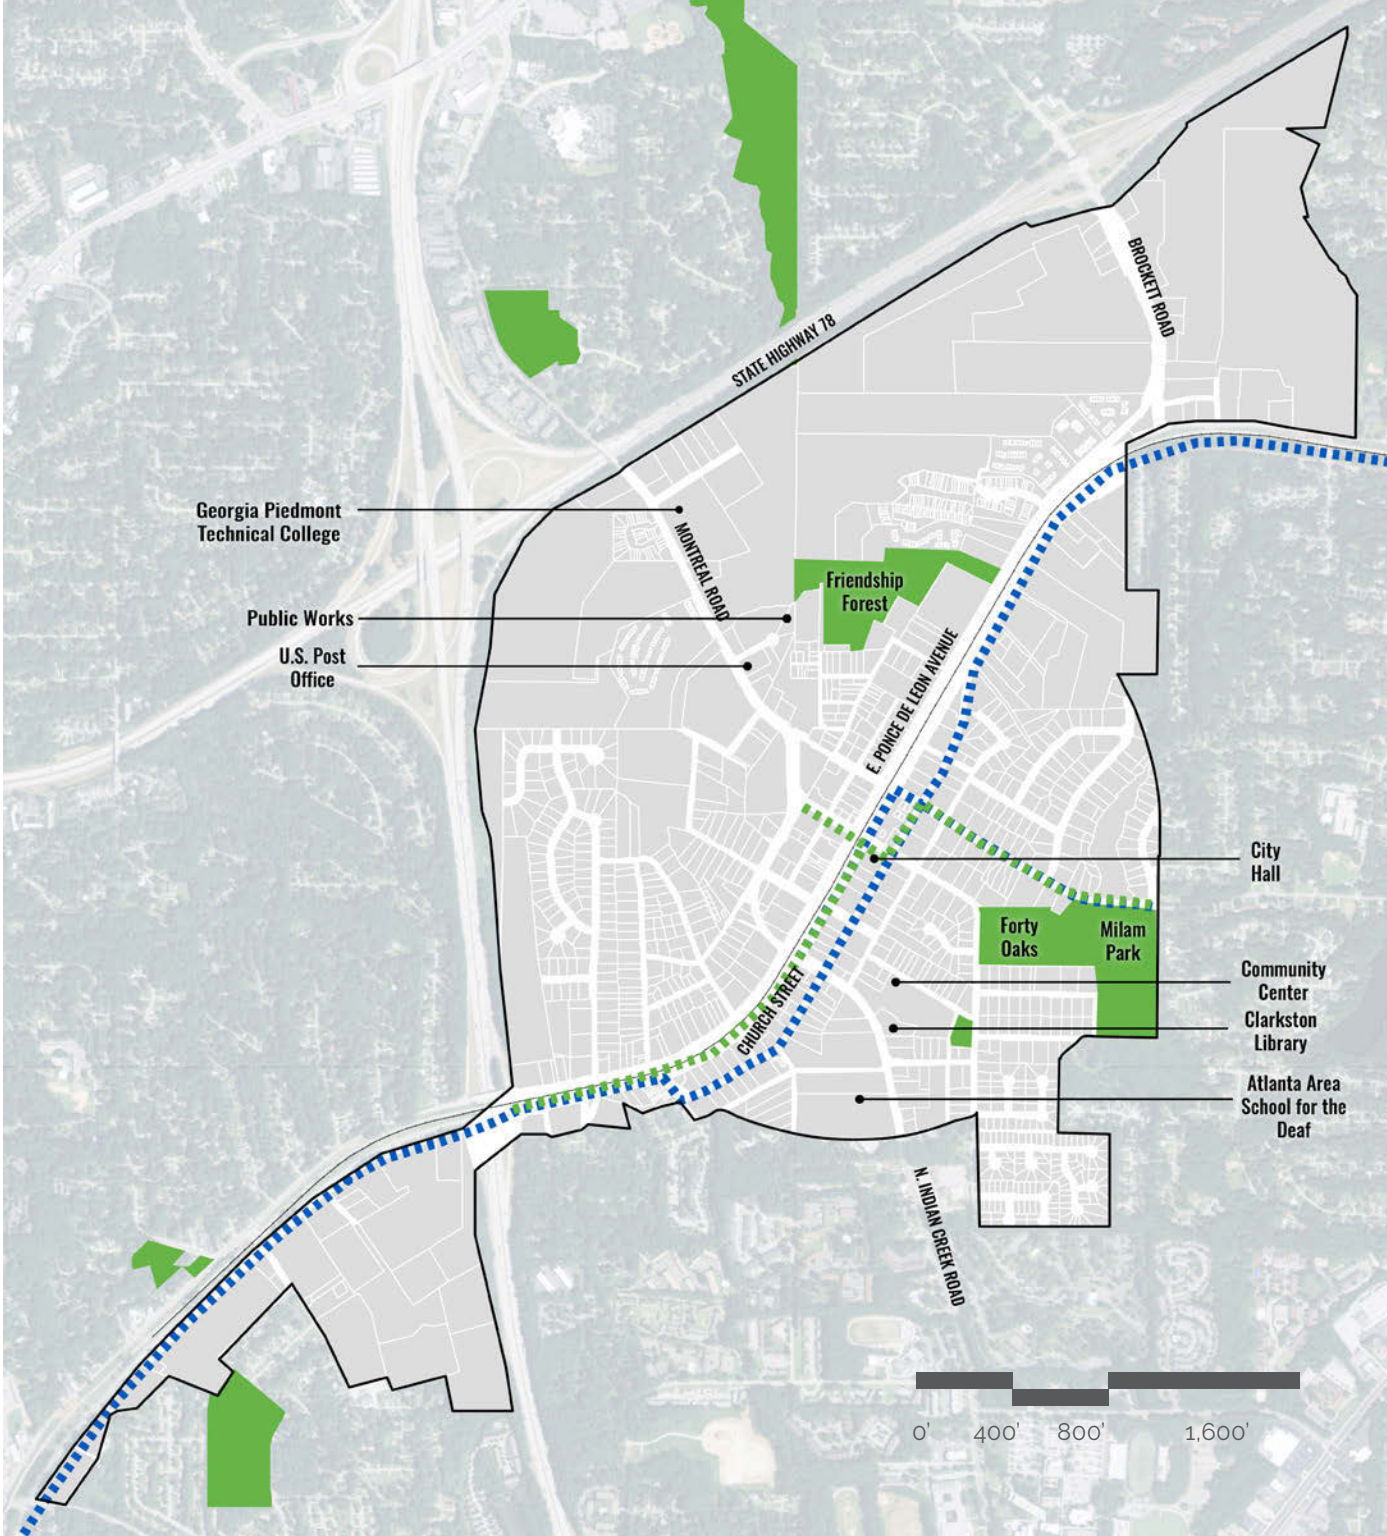 BROCKETT ROAD
STATE HIGHWAY 78
Georgia Piedmont
Technical College
MONTREAL ROAD
Friendship
Forest
Public Works
U.S. Post
Office
E. PONCE DE LEON AVENUE
City
Hall
Forty
Oaks
Milam
Park
Community
Center
CHURCH STREET
Clarkston
Library
Atlanta Area
School for the
Deaf
N. INDIAN CREEK ROAD
0' 400' 800' 1,600'